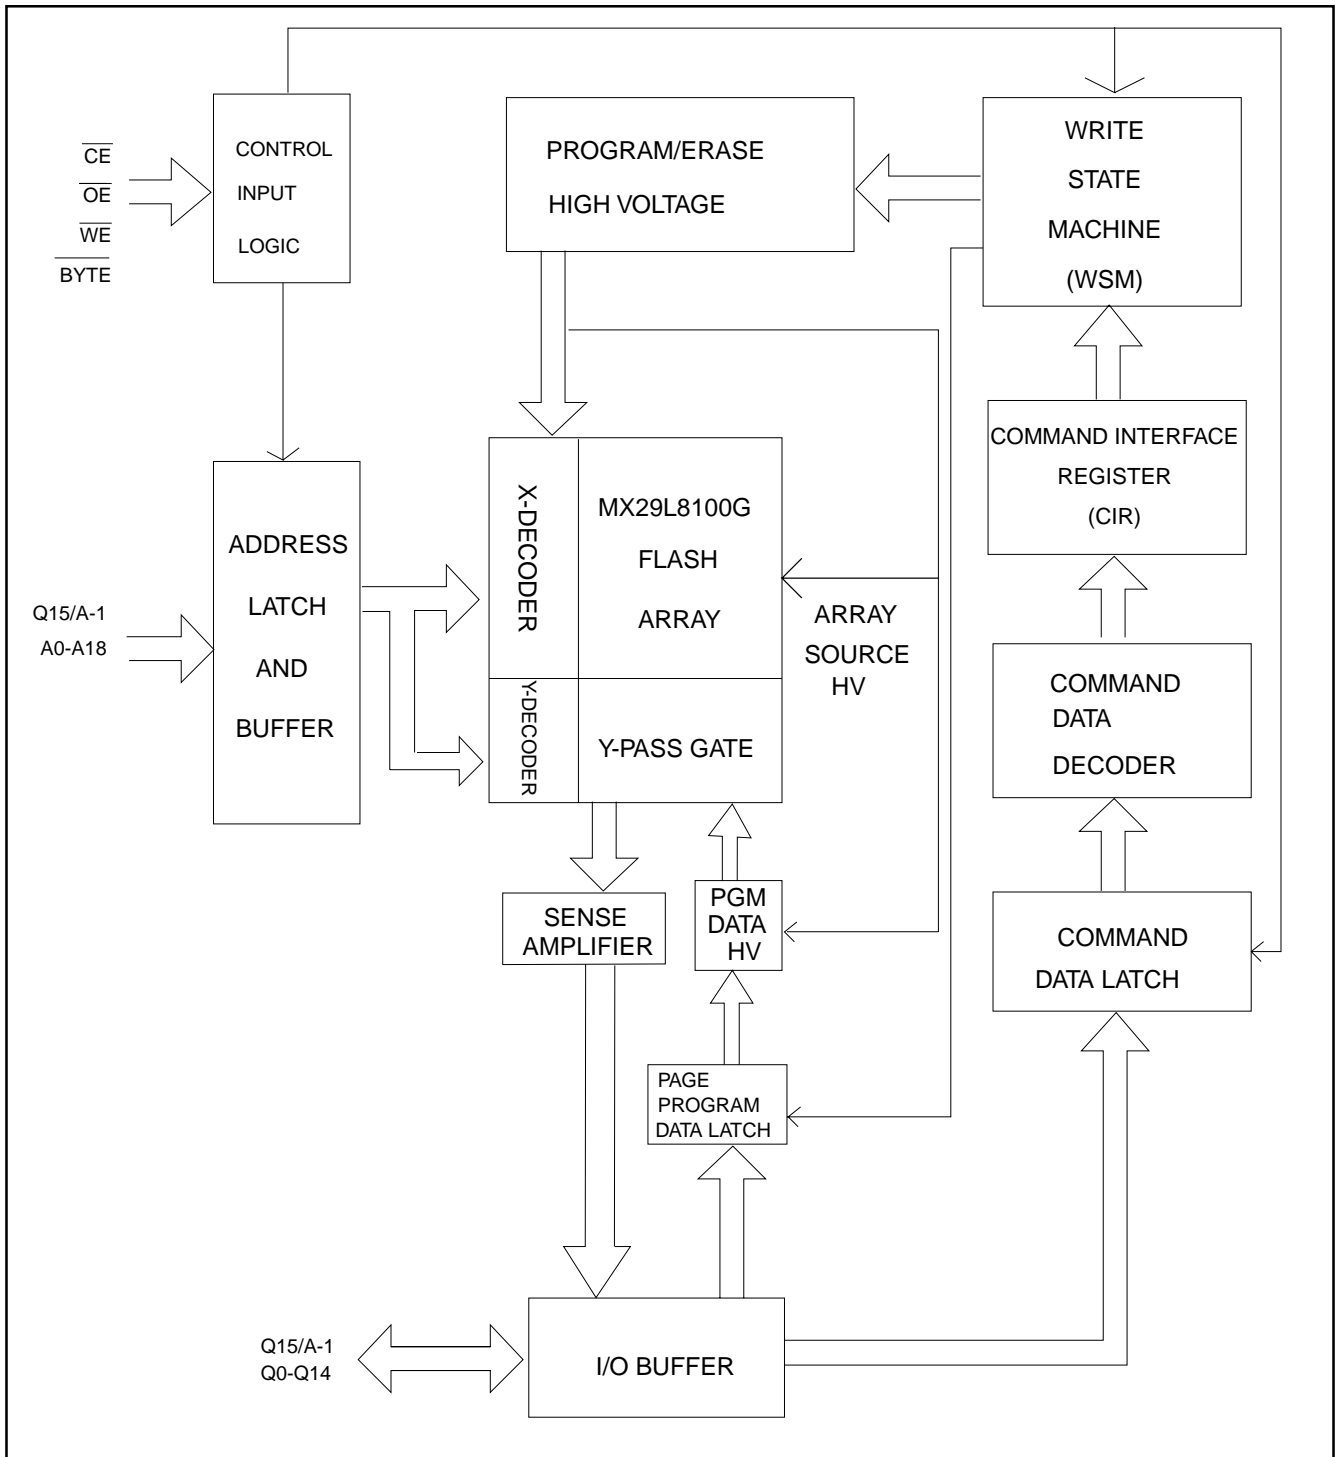 CE
OE
WE
BYTE
CONTROL
INPUT
LOGIC
PROGRAM/ERASE
HIGH VOLTAGE
WRITE
STATE
MACHINE
(WSM)
COMMAND INTERFACE
REGISTER
(CIR)
X-DECODER
MX29L8100G
FLASH
ARRAY
ADDRESS
LATCH
AND
BUFFER
Q15/A-1
A0-A18
ARRAY
SOURCE
HV
Y-DECODER
Y-PASS GATE
COMMAND
DATA
DECODER
SENSE
AMPLIFIER
PGM
DATA
HV
COMMAND
DATA LATCH
PAGE
PROGRAM
DATA LATCH
Q15/A-1
Q0-Q14
I/O BUFFER